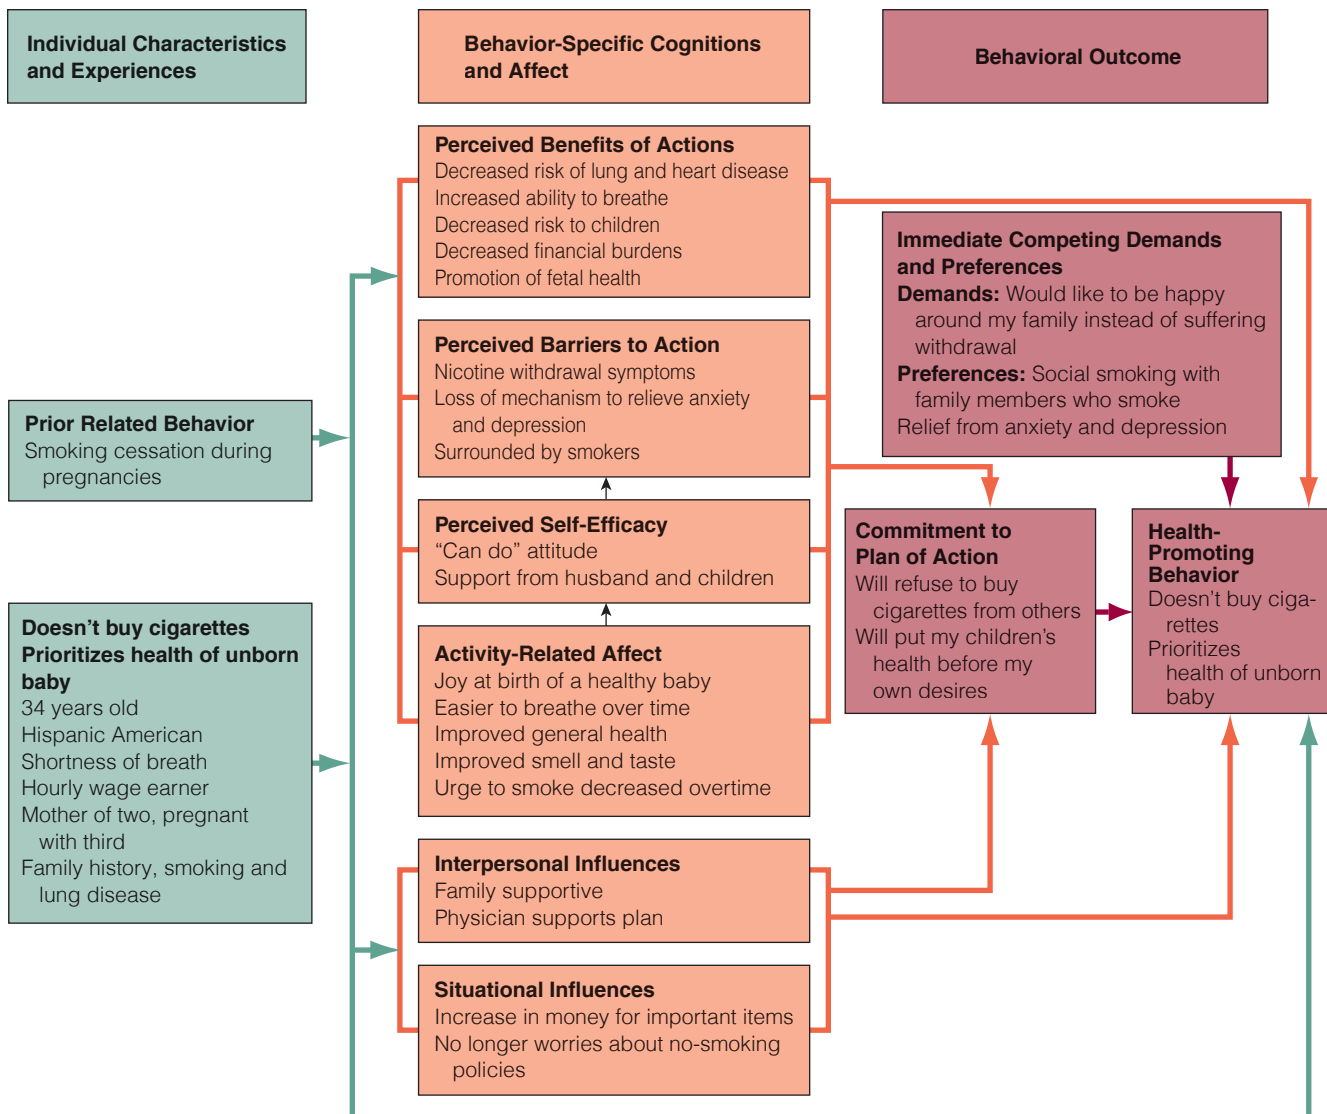 Individual Characteristics
and Experiences
Behavior-Specific Cognitions
and Affect
Behavioral Outcome
Prior Related Behavior
Smoking cessation during
pregnancies
Doesn't buy cigarettes
Prioritizes health of unborn
baby
34 years old
Hispanic American
Shortness of breath
Hourly wage earner
Mother of two, pregnant
with third
Family history, smoking and
lung disease
Perceived Benefits of Actions
Decreased risk of lung and heart disease
Increased ability to breathe
Decreased risk to children
Decreased financial burdens
Promotion of fetal health
Perceived Barriers to Action
Nicotine withdrawal symptoms
Loss of mechanism to relieve anxiety
and depression
Surrounded by smokers
Perceived Self-Efficacy
“Can do” attitude
Support from husband and children
Activity-Related Affect
Joy at birth of a healthy baby
Easier to breathe over time
Improved general health
Improved smell and taste
Urge to smoke decreased overtime
Interpersonal Influences
Family supportive
Physician supports plan
Situational Influences
Increase in money for important items
No longer worries about no-smoking
policies
Immediate Competing Demands
and Preferences
Demands: Would like to be happy
around my family instead of suffering
withdrawal
Preferences: Social smoking with
family members who smoke
Relief from anxiety and depression
Commitment to
Plan of Action
Will refuse to buy
cigarettes from others
Will put my children's
health before my
own desires
Health-
Promoting
Behavior
Doesn't buy ciga-
rettes
Prioritizes
health of unborn
baby